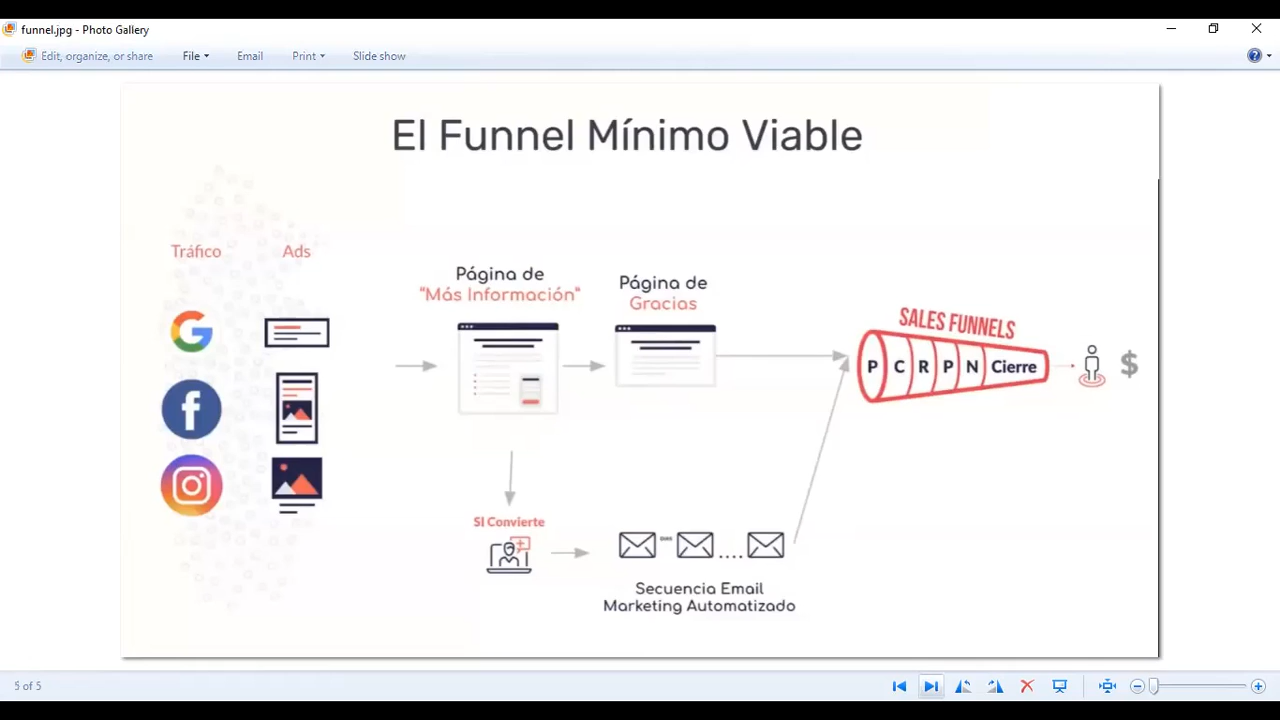 funnel.jpg - Photo Gallery
Edit, organize, or share
File
Email
Print
Slide show
El Funnel Mínimo Viable
Tráfico
Ads
Página de
“Más Información”
Página de
Gracias
SALES FUNNELS
P C R P N Cierre
$
SI Convierte
....
Secuencia Email
Marketing Automatizado
5 of 5